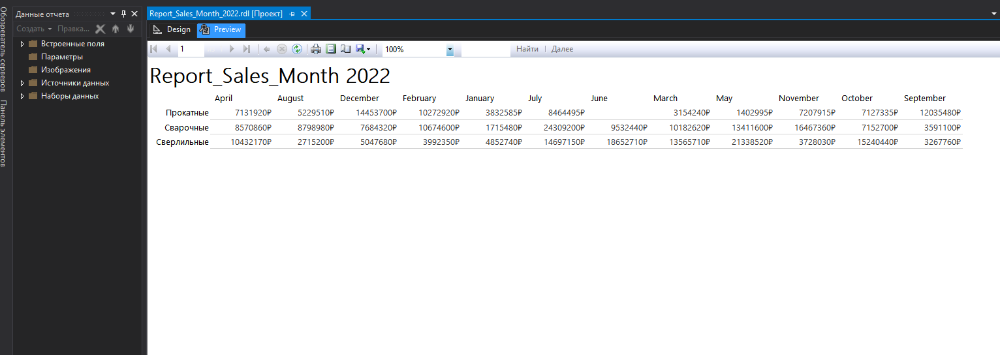 Обозреватель серверов
Панель элементов
Данные отчета
Создать Правка...
Встроенные поля
Параметры
Изображения
Источники данных
Наборы данных
Report_Sales_Month_2022.rdl [Проект]
Design Preview
1 100% Найти Далее
Report_Sales_Month 2022
April August December February January July June March May November October September
Прокатные 7131920₽ 5229510₽ 14453700₽ 10272920₽ 3832585₽ 8464495₽ 3154240₽ 1402995₽ 7207915₽ 7127335₽ 12035480₽
Сварочные 8570860₽ 8798980₽ 7684320₽ 10674600₽ 1715480₽ 24309200₽ 9532440₽ 10182620₽ 13411600₽ 16467360₽ 7152700₽ 3591100₽
Сверлильные 10432170₽ 2715200₽ 5047680₽ 3992350₽ 4852740₽ 14697150₽ 18652710₽ 13565710₽ 21338520₽ 3728030₽ 15240440₽ 3267760₽